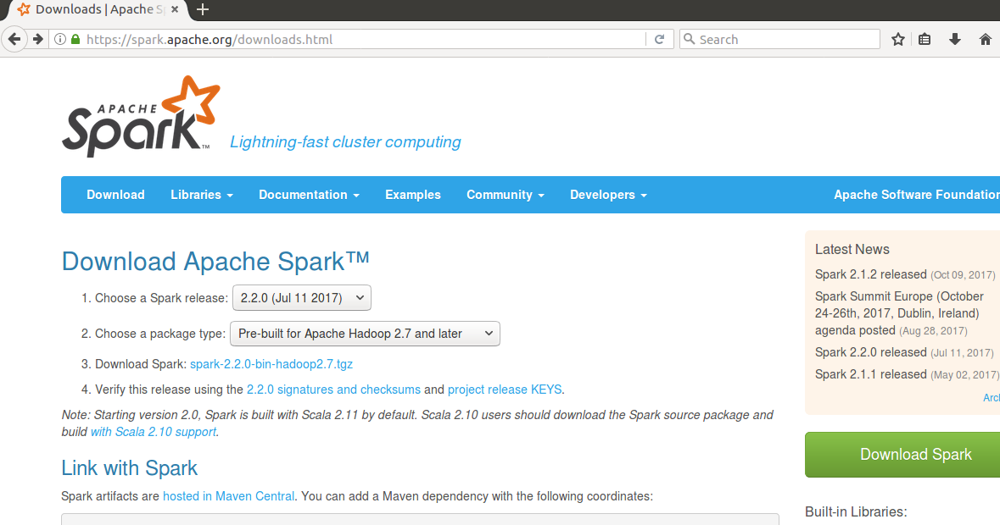 Downloads | Apache Sp
https://spark.apache.org/downloads.html
Search
APACHE
Spark™
Lightning-fast cluster computing
Download Libraries Documentation Examples Community Developers Apache Software Foundation
Download Apache Spark™
1. Choose a Spark release: 2.2.0 (Jul 11 2017)
2. Choose a package type: Pre-built for Apache Hadoop 2.7 and later
3. Download Spark: spark-2.2.0-bin-hadoop2.7.tgz
4. Verify this release using the 2.2.0 signatures and checksums and project release KEYS.
Note: Starting version 2.0, Spark is built with Scala 2.11 by default. Scala 2.10 users should download the Spark source package and
build with Scala 2.10 support.
Link with Spark
Spark artifacts are hosted in Maven Central. You can add a Maven dependency with the following coordinates:
Latest News
Spark 2.1.2 released (Oct 09, 2017)
Spark Summit Europe (October
24-26th, 2017, Dublin, Ireland)
agenda posted (Aug 28, 2017)
Spark 2.2.0 released (Jul 11, 2017)
Spark 2.1.1 released (May 02, 2017)
Arc
Download Spark
Built-in Libraries: